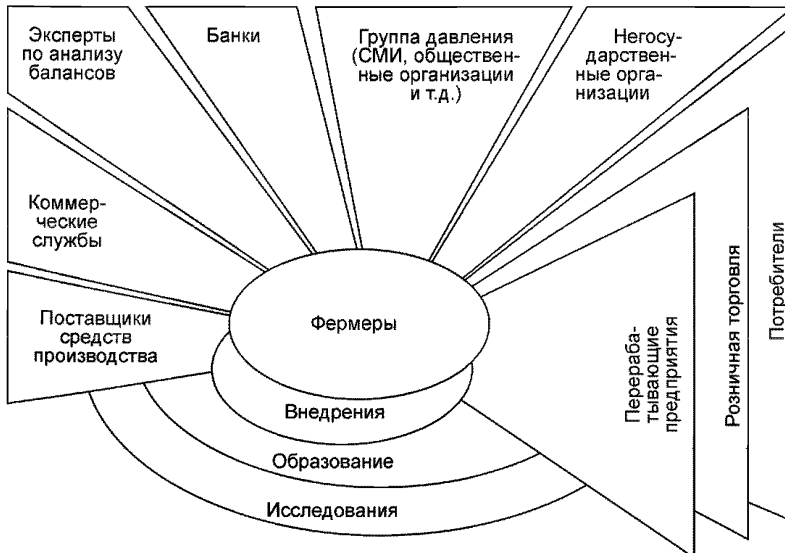 Эксперты
по анализу
балансов
Банки
Группа давления
(СМИ, обществен-
ные организации
и т.д.)
Негосу-
дарствен-
ные орга-
низации
Коммер-
ческие
службы
Поставщики
средств
производства
Фермеры
Внедрения
Образование
Исследования
Перераба-
тывающие
предприятия
Розничная торговля
Потребители